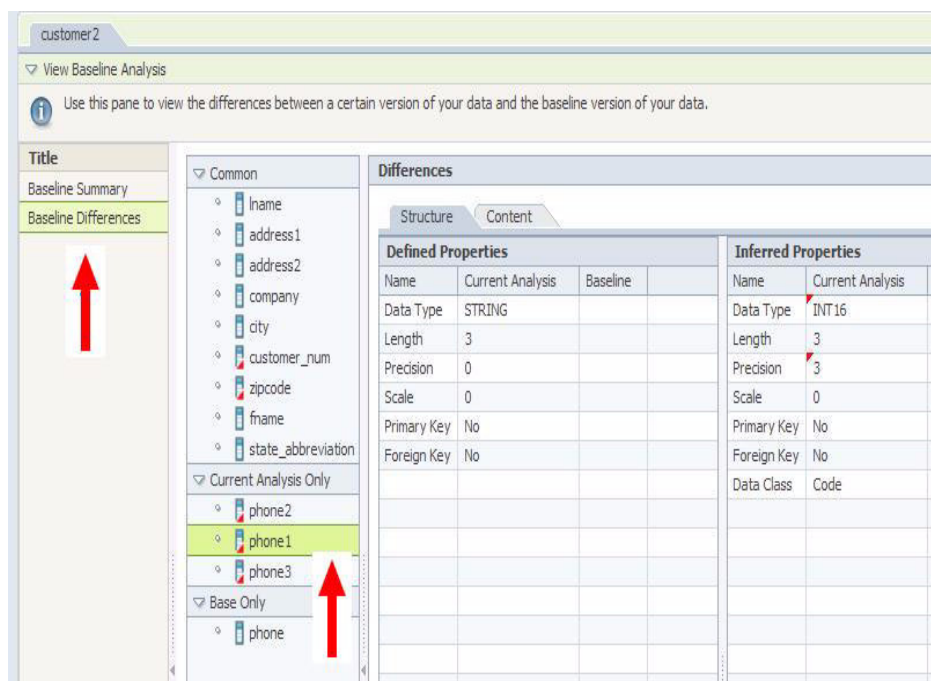 customer2
View Baseline Analysis
Use this pane to view the differences between a certain version of your data and the baseline version of your data.
Title
Baseline Summary
Baseline Differences
Common
lname
address1
address2
company
city
customer_num
zipcode
fname
state_abbreviation
Current Analysis Only
phone2
phone1
phone3
Base Only
phone
Differences
Structure Content
Defined Properties
Name Current Analysis Baseline
Data Type STRING
Length 3
Precision 0
Scale 0
Primary Key No
Foreign Key No
Inferred Properties
Name Current Analysis
Data Type INT16
Length 3
Precision 3
Scale 0
Primary Key No
Foreign Key No
Data Class Code